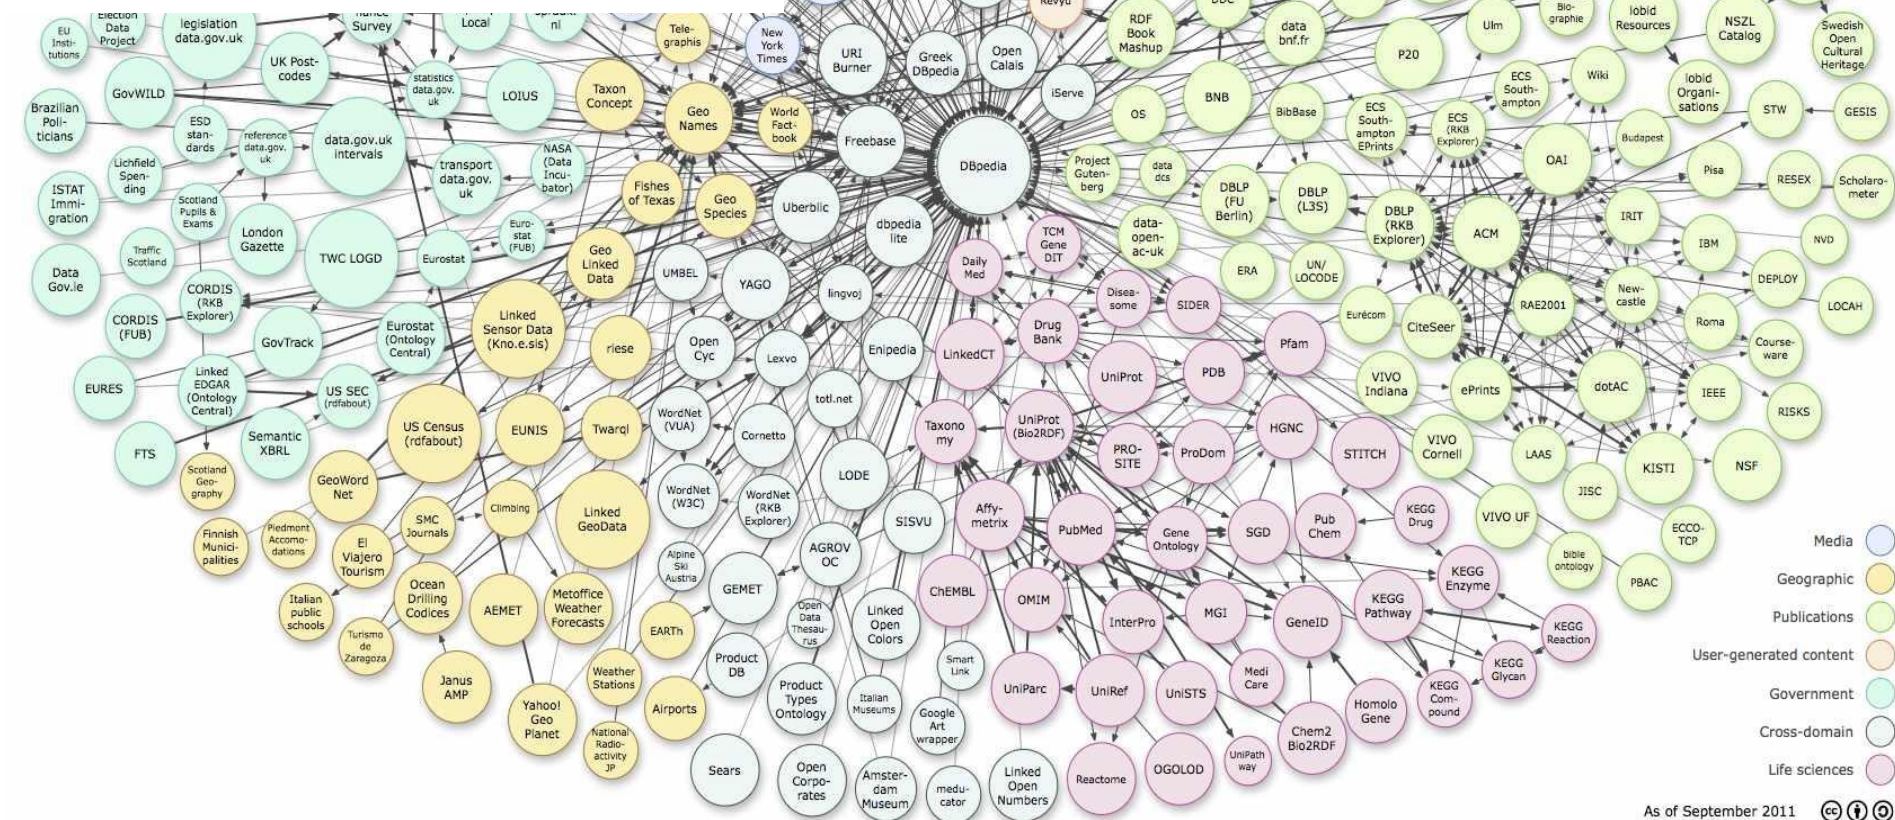 Election
Data
Project
EU
Insti-
tutions
legislation
data.gov.uk
Survey
Local
nl
UK Post-
codes
GovWILD
statistics
data.gov.
uk
LOIUS
Brazilian
Poli-
ticians
ESD
stan-
dards
reference
data.gov.
uk
data.gov.uk
intervals
transport
data.gov.
uk
NASA
(Data
Incu-
bator)
Lichfield
Spen-
ding
ISTAT
Immi-
gration
Scotland
Pupils &
Exams
London
Gazette
Traffic
Scotland
TWC LOGD
Eurostat
Euro-
stat
(FUB)
Data
Gov.ie
CORDIS
(RKB
Explorer)
CORDIS
(FUB)
GovTrack
Eurostat
(Ontology
Central)
EURES
Linked
EDGAR
(Ontology
Central)
US SEC
(rdfabout)
FTS
Semantic
XBRL
Tele-
graphis
New
York
Times
URI
Burner
Greek
DBpedia
Open
Calais
Revyu
iServe
Taxon
Concept
Geo
Names
World
Fact-
book
Freebase
DBpedia
Fishes
of Texas
Geo
Species
Uberblic
dbpedia
lite
Geo
Linked
Data
UMBEL
YAGO
lingvoj
Linked
Sensor Data
(Kno.e.sis)
riese
Open
Cyc
Lexvo
Enipedia
totl.net
US Census
(rdfabout)
EUNIS
Twarql
WordNet
(VUA)
Cornetto
LODE
Scotland
Geo-
graphy
GeoWord
Net
WordNet
(W3C)
WordNet
(RKB
Explorer)
SISVU
Finnish
Munici-
palities
Piedmont
Accomo-
dations
El
Viajero
Tourism
SMC
Journals
Climbing
Linked
GeoData
Alpine
Ski
Austria
AGROV
OC
GEMET
Italian
public
schools
Ocean
Drilling
Codices
AEMET
Metoffice
Weather
Forecasts
EARTh
Open
Data
Thesau-
rus
Linked
Open
Colors
Turismo
de
Zaragoza
Janus
AMP
Weather
Stations
Product
DB
Smart
Link
Yahoo!
Geo
Planet
Airports
Product
Types
Ontology
Italian
Museums
Google
Art
wrapper
National
Radio-
activity
JP
Sears
Open
Corpo-
rates
Amster-
dam
Museum
medu-
cator
Linked
Open
Numbers
RDF
Book
Mashup
data
bnf.fr
P20
Ulm
Bio-
graphie
lobid
Resources
NSZL
Catalog
Swedish
Open
Cultural
Heritage
OS
BNB
BibBase
ECS
South-
ampton
EPrints
ECS
(RKB
Explorer)
ECS
South-
ampton
Wiki
lobid
Organi-
sations
STW
GESIS
Project
Guten-
berg
data
dcs
DBLP
(FU
Berlin)
DBLP
(L3S)
DBLP
(RKB
Explorer)
ACM
OAI
Budapest
Pisa
RESEX
Scholaro-
meter
IRIT
data-
open-
ac-uk
ERA
UN/
LOCODE
IBM
NVD
DEPLOY
Eurécom
CiteSeer
RAE2001
New-
castle
Roma
LOCAH
Course-
ware
VIVO
Indiana
ePrints
dotAC
IEEE
RISKS
VIVO
Cornell
LAAS
KISTI
NSF
JISC
VIVO UF
ECCO-
TCP
bible
ontology
PBAC
TCM
Gene
DIT
Daily
Med
Disea-
some
SIDER
LinkedCT
Drug
Bank
UniProt
PDB
Pfam
Taxono
my
UniProt
(Bio2RDF)
PRO-
SITE
ProDom
HGNC
STITCH
Affy-
metrix
PubMed
Gene
Ontology
SGD
Pub
Chem
KEGG
Drug
ChEMBL
OMIM
InterPro
MGI
GeneID
KEGG
Pathway
KEGG
Enzyme
KEGG
Reaction
UniParc
UniRef
UniSTS
Medi
Care
KEGG
Com-
pound
KEGG
Glycan
Homolo
Gene
Chem2
Bio2RDF
Reactome
OGOLOD
UniPath
way
Media
Geographic
Publications
User-generated content
Government
Cross-domain
Life sciences
As of September 2011